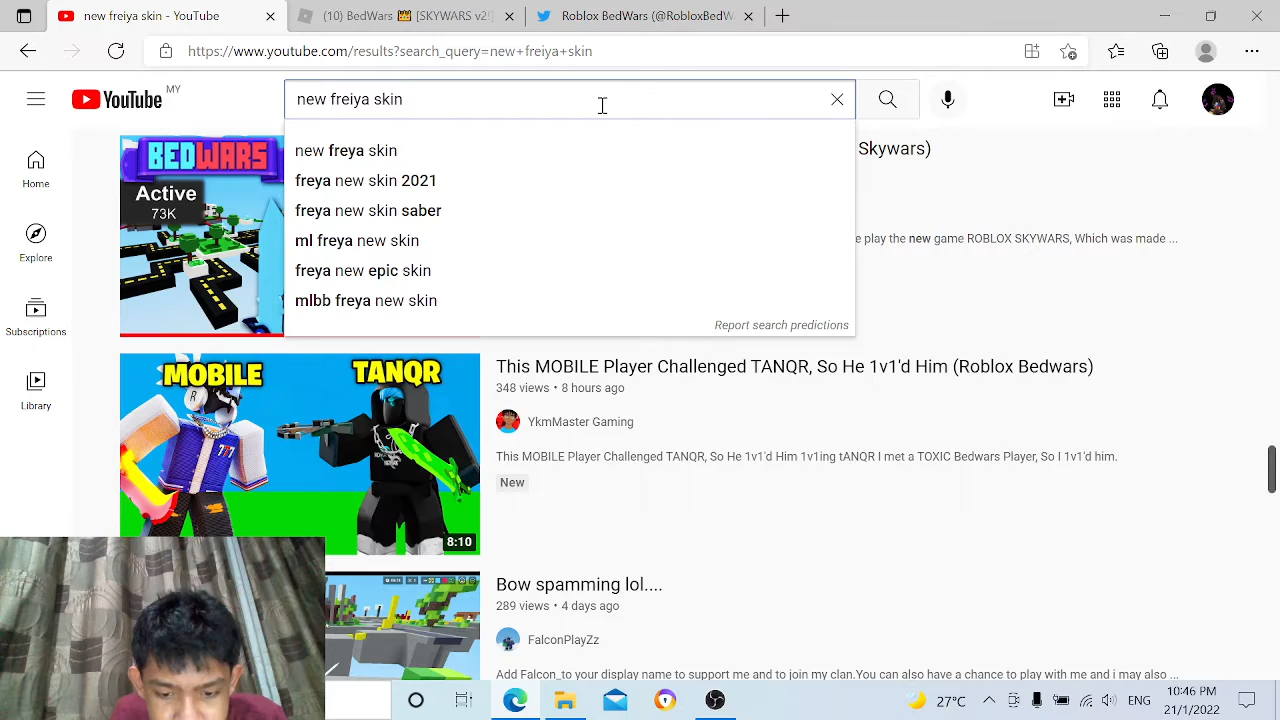 new freiya skin - YouTube
(10) BedWars 👑 [SKYWARS v2!]
Roblox BedWars (@RobloxBedW
https://www.youtube.com/results?search_query=new+freiya+skin
YouTube MY
new freiya skin
new freya skin
freya new skin 2021
freya new skin saber
ml freya new skin
freya new epic skin
mlbb freya new skin
Report search predictions
Home
Explore
Subscriptions
Library
BEDWARS
Active
73K
Skywars)
e play the new game ROBLOX SKYWARS, Which was made ...
MOBILE
TANQR
R
777
8:10
This MOBILE Player Challenged TANQR, So He 1v1'd Him (Roblox Bedwars)
348 views • 8 hours ago
YkmMaster Gaming
This MOBILE Player Challenged TANQR, So He 1v1'd Him 1v1ing tANQR I met a TOXIC Bedwars Player, So I 1v1'd him.
New
Bow spamming lol....
289 views • 4 days ago
FalconPlayZz
Add Falcon_to your display name to support me and to join my clan.You can also have a chance to play with me and i may also ...
27°C
ENG
10:46 PM
21/1/2022